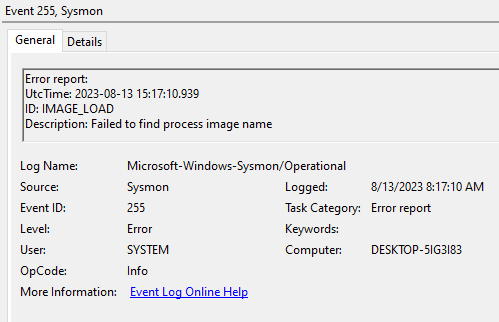 Event 255, Sysmon
General Details
Error report:
UtcTime: 2023-08-13 15:17:10.939
ID: IMAGE_LOAD
Description: Failed to find process image name
Log Name: Microsoft-Windows-Sysmon/Operational
Source: Sysmon Logged: 8/13/2023 8:17:10 AM
Event ID: 255 Task Category: Error report
Level: Error Keywords:
User: SYSTEM Computer: DESKTOP-5IG3I83
OpCode: Info
More Information: Event Log Online Help